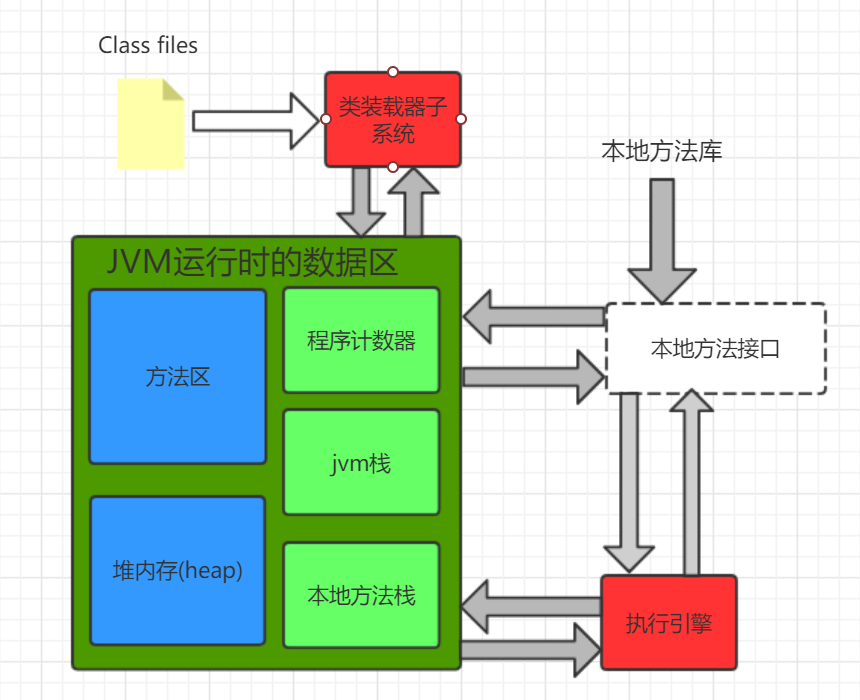 Class files
类装载器子
系统
本地方法库
JVM运行时的数据区
方法区
程序计数器
本地方法接口
jvm栈
堆内存(heap)
本地方法栈
执行引擎